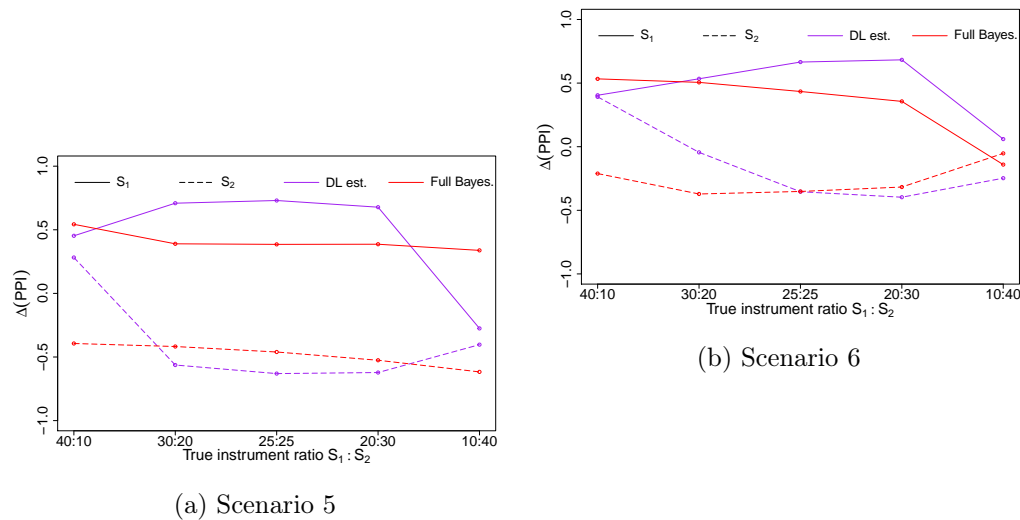 1.0
0.5
0.0
−0.5
−1.0
Δ(PPI)
S1 S2 DL est. Full Bayes.
40:10 30:20 25:25 20:30 10:40
True instrument ratio S1 : S2
(a) Scenario 5
1.0
0.5
0.0
−0.5
−1.0
Δ(PPI)
S1 S2 DL est. Full Bayes.
40:10 30:20 25:25 20:30 10:40
True instrument ratio S1 : S2
(b) Scenario 6